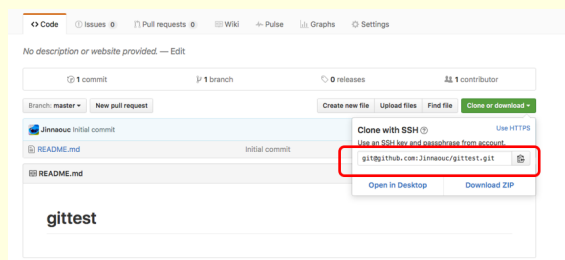 Code Issues 0 Pull requests 0 Wiki Pulse Graphs Settings
No description or website provided. — Edit
1 commit 1 branch 0 releases 1 contributor
Branch: master New pull request Create new file Upload files Find file Clone or download
Jinnaouc Initial commit
Clone with SSH Use HTTPS
Use an SSH key and passphrase from account.
README.md Initial commit
git@github.com:Jinnaouc/gittest.git
README.md
Open in Desktop Download ZIP
gittest